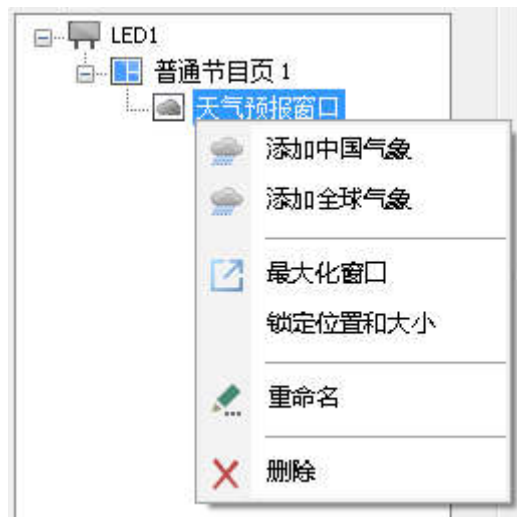 LED1
普通节目页 1
天气预报窗口
添加中国气象
添加全球气象
最大化窗口
锁定位置和大小
重命名
删除